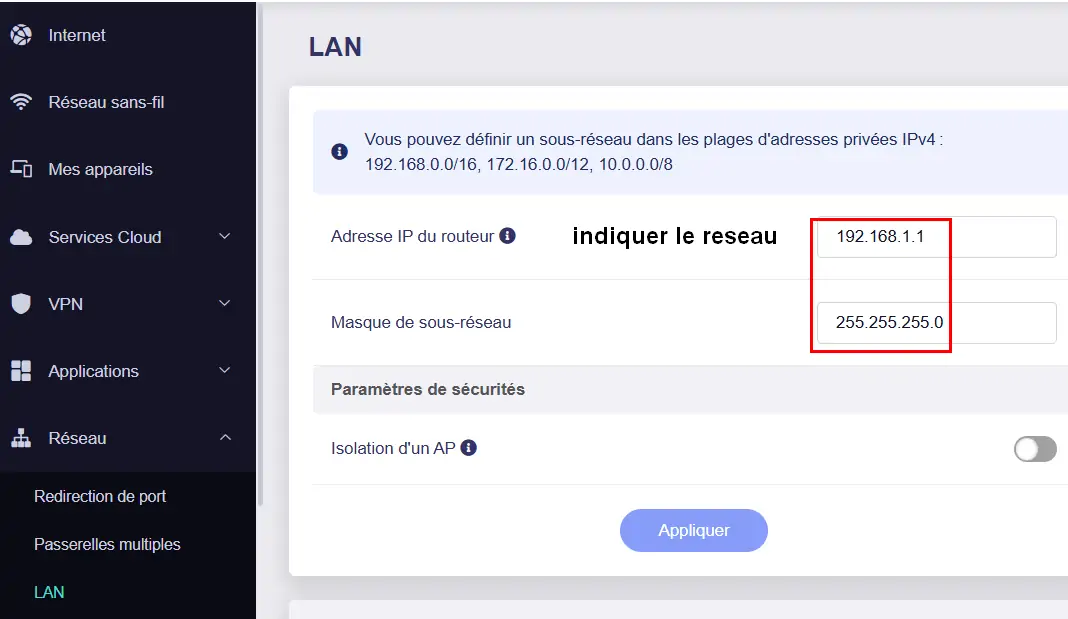 Internet
Réseau sans-fil
Mes appareils
Services Cloud
VPN
Applications
Réseau
Redirection de port
Passerelles multiples
LAN
LAN
Vous pouvez définir un sous-réseau dans les plages d'adresses privées IPv4 :
192.168.0.0/16, 172.16.0.0/12, 10.0.0.0/8
Adresse IP du routeur indiquer le reseau 192.168.1.1
Masque de sous-réseau 255.255.255.0
Paramètres de sécurités
Isolation d'un AP
Appliquer